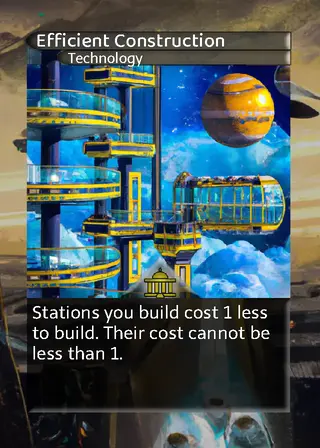 Efficient Construction
Technology
Stations you build cost 1 less
to build. Their cost cannot be
less than 1.